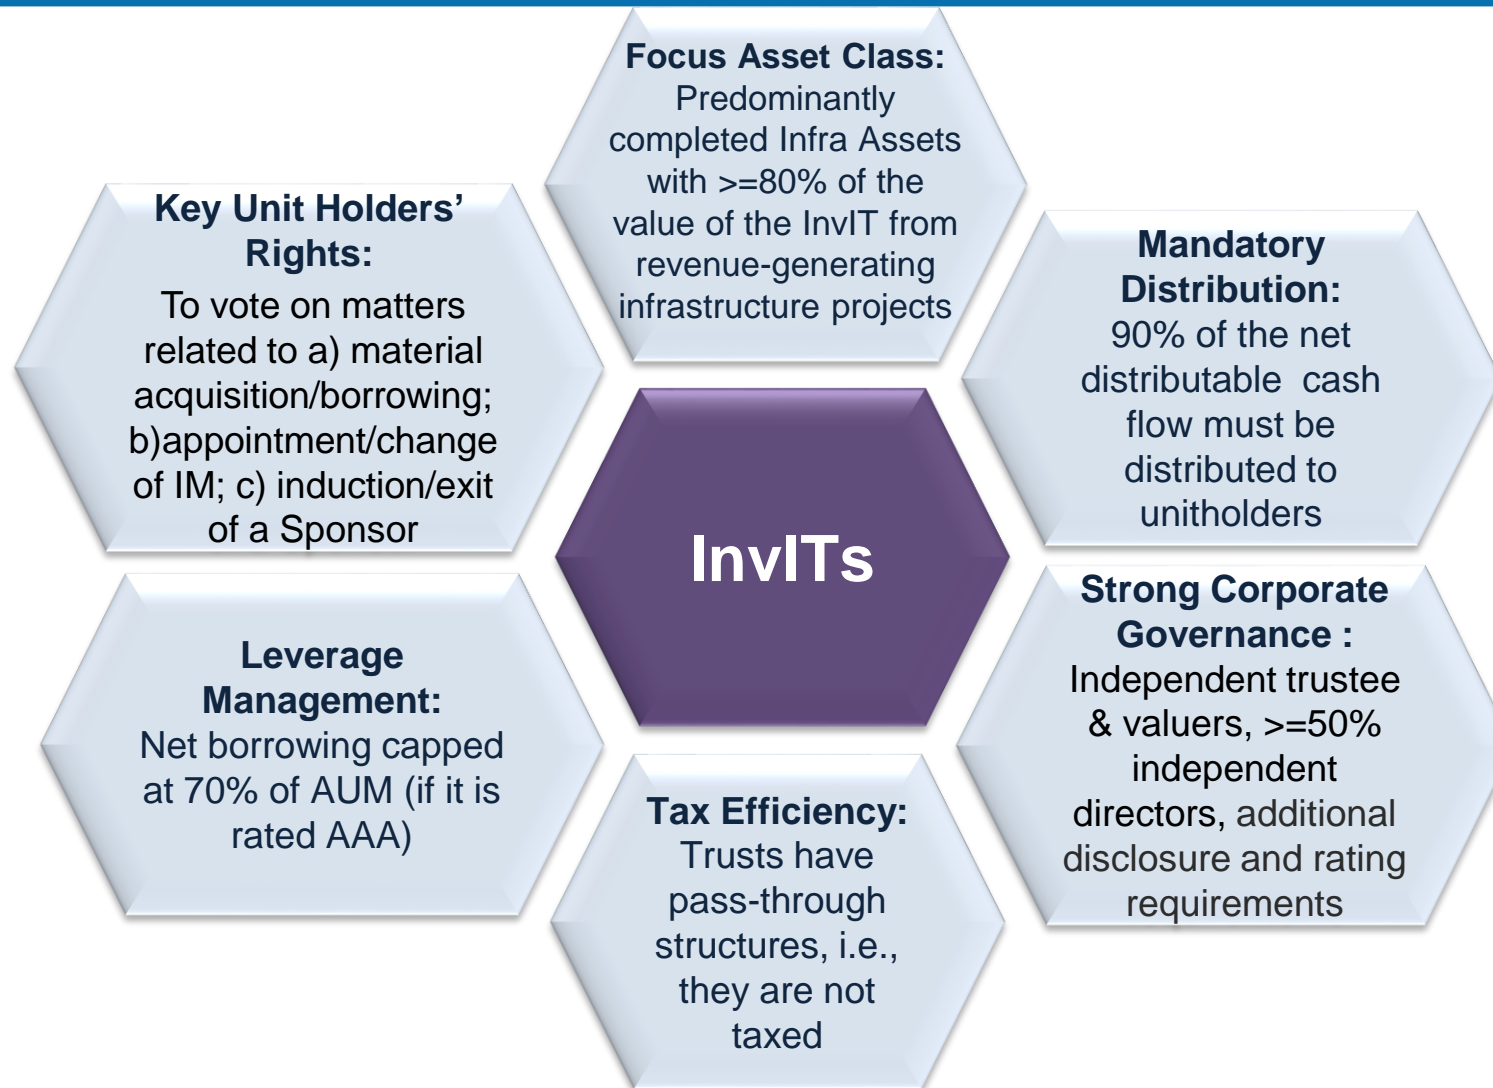 Focus Asset Class:
Predominantly
completed Infra Assets
with >=80% of the
value of the InvIT from
revenue-generating
infrastructure projects
Key Unit Holders’
Rights:
To vote on matters
related to a) material
acquisition/borrowing;
b)appointment/change
of IM; c) induction/exit
of a Sponsor
Mandatory
Distribution:
90% of the net
distributable cash
flow must be
distributed to
unitholders
InvITs
Leverage
Management:
Net borrowing capped
at 70% of AUM (if it is
rated AAA)
Strong Corporate
Governance :
Independent trustee
& valuers, >=50%
independent
directors, additional
disclosure and rating
requirements
Tax Efficiency:
Trusts have
pass-through
structures, i.e.,
they are not
taxed